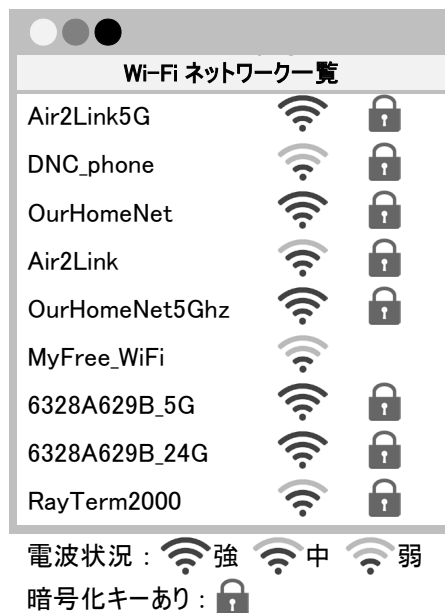 Wi-Fi ネットワーク一覧
Air2Link5G
DNC_phone
OurHomeNet
Air2Link
OurHomeNet5Ghz
MyFree_WiFi
6328A629B_5G
6328A629B_24G
RayTerm2000
電波状況：強 中 弱
暗号化キーあり：